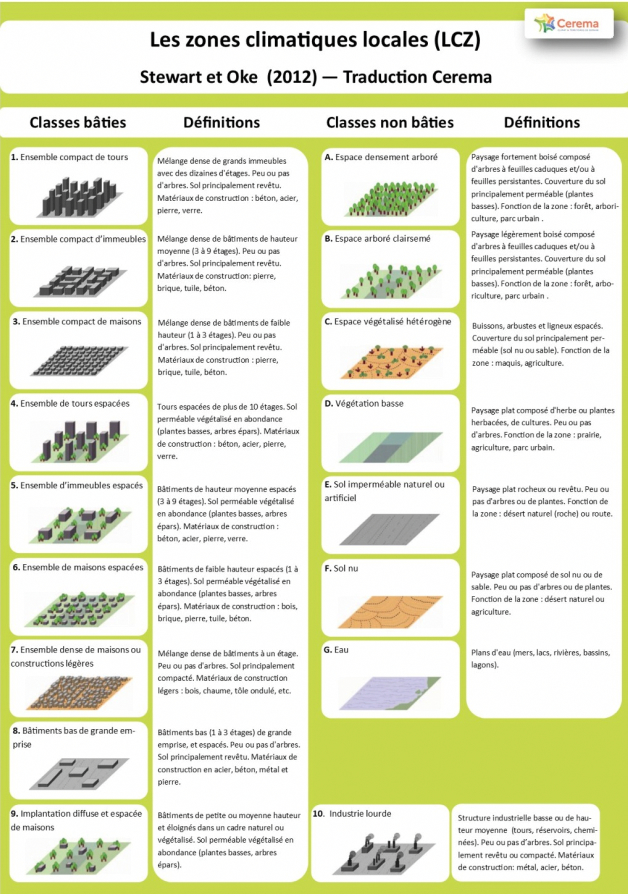 Cerema
Les zones climatiques locales (LCZ)
Stewart et Oke (2012) — Traduction Cerema
Classes bâties
Définitions
Classes non bâties
Définitions
1. Ensemble compact de tours
Mélange dense de grands immeubles
avec des dizaines d'étages. Peu ou pas
d'arbres. Sol principalement revêtu.
Matériaux de construction : béton, acier,
pierre, verre.
2. Ensemble compact d'immeubles
Mélange dense de bâtiments de hauteur
moyenne (3 à 9 étages). Peu ou pas
d'arbres. Sol principalement revêtu.
Matériaux de construction: pierre,
brique, tuile, béton.
3. Ensemble compact de maisons
Mélange dense de bâtiments de faible
hauteur (1 à 3 étages). Peu ou pas
d'arbres. Sol principalement revêtu.
Matériaux de construction : pierre,
brique, tuile, béton.
4. Ensemble de tours espacées
Tours espacées de plus de 10 étages. Sol
perméable végétalisé en abondance
(plantes basses, arbres épars). Matériaux
de construction : béton, acier, pierre,
verre.
5. Ensemble d'immeubles espacés
Bâtiments de hauteur moyenne espacés
(3 à 9 étages). Sol perméable végétalisé
en abondance (plantes basses, arbres
épars). Matériaux de construction :
béton, acier, pierre, verre.
6. Ensemble de maisons espacées
Bâtiments de faible hauteur espacés (1 à
3 étages). Sol perméable végétalisé en
abondance (plantes basses, arbres
épars). Matériaux de construction : bois,
brique, pierre, tuile, béton.
7. Ensemble dense de maisons ou
constructions légères
Mélange dense de bâtiments à un étage.
Peu ou pas d'arbres. Sol principalement
compacté. Matériaux de construction
légers : bois, chaume, tôle ondulé, etc.
8. Bâtiments bas de grande em-
prise
Bâtiments bas (1 à 3 étages) de grande
emprise, et espacés. Peu ou pas d'arbres.
Sol principalement revêtu. Matériaux de
construction en acier, béton, métal et
pierre.
9. Implantation diffuse et espacée
de maisons
Bâtiments de petite ou moyenne hauteur
et éloignés dans un cadre naturel ou
végétalisé. Sol perméable végétalisé en
abondance (plantes basses, arbres
épars).
A. Espace densement arboré
Paysage fortement boisé composé
d'arbres à feuilles caduques et/ou à
feuilles persistantes. Couverture du sol
principalement perméable (plantes
basses). Fonction de la zone : forêt, arbori-
culture, parc urbain .
B. Espace arboré clairsemé
Paysage légèrement boisé composé
d'arbres à feuilles caduques et/ou à
feuilles persistantes. Couverture du sol
principalement perméable (plantes
basses). Fonction de la zone : forêt, arbo-
riculture, parc urbain .
C. Espace végétalisé hétérogène
Buissons, arbustes et ligneux espacés.
Couverture du sol principalement per-
méable (sol nu ou sable). Fonction de la
zone : maquis, agriculture.
D. Végétation basse
Paysage plat composé d'herbe ou plantes
herbacées, de cultures. Peu ou pas
d'arbres. Fonction de la zone : prairie,
agriculture, parc urbain.
E. Sol imperméable naturel ou
artificiel
Paysage plat rocheux ou revêtu. Peu ou
pas d'arbres ou de plantes. Fonction de
la zone : désert naturel (roche) ou route.
F. Sol nu
Paysage plat composé de sol nu ou de
sable. Peu ou pas d'arbres ou de plantes.
Fonction de la zone : désert naturel ou
agriculture.
G. Eau
Plans d'eau (mers, lacs, rivières, bassins,
lagons).
10. Industrie lourde
Structure industrielle basse ou de hau-
teur moyenne (tours, réservoirs, chemi-
nées). Peu ou pas d'arbres. Sol principa-
lement revêtu ou compacté. Matériaux
de construction: métal, acier, béton.